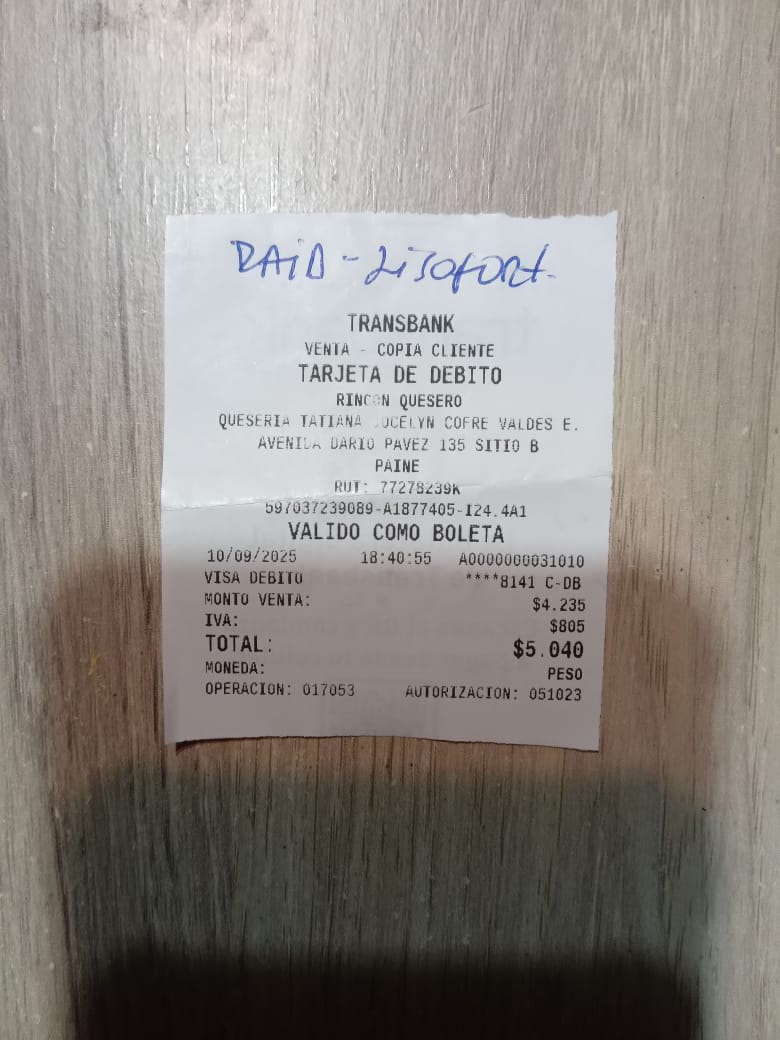 RAID - Lisofort
TRANSBANK
VENTA - COPIA CLIENTE
TARJETA DE DEBITO
RINCON QUESERO
QUESERIA TATIANA JOCELYN COFRE VALDES E.
AVENIDA DARIO PAVEZ 135 SITIO B
PAINE
RUT: 77278239K
597037239089-A1877405-I24.4A1
VALIDO COMO BOLETA
10/09/2025 18:40:55 A0000000031010
VISA DEBITO ****8141 C-DB
MONTO VENTA: $4.235
IVA: $805
TOTAL: $5.040
MONEDA: PESO
OPERACION: 017053 AUTORIZACION: 051023